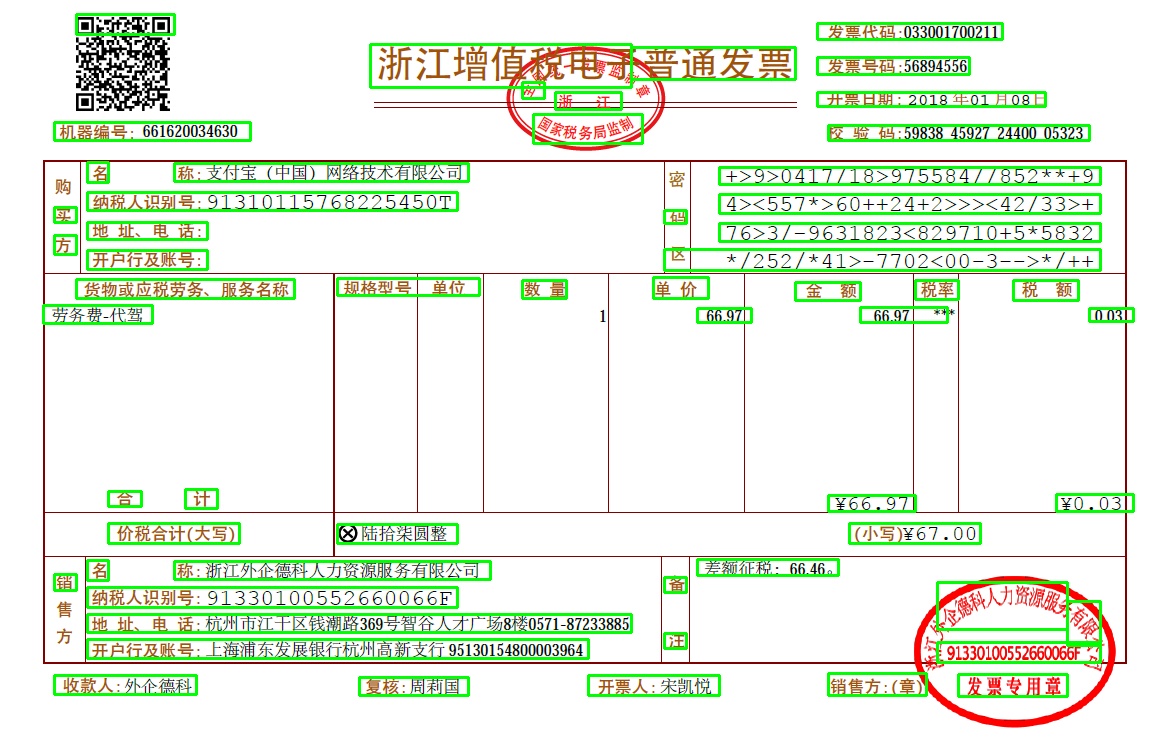 浙江增值税电子普通发票
全国统一发票监制章
浙 江
国家税务局监制
发票代码:033001700211
发票号码:56894556
开票日期: 2018 年01 月08日
机器编号: 661620034630
校 验 码:59838 45927 24400 05323
购买方
名 称: 支付宝（中国）网络技术有限公司
纳税人识别号: 91310115768225450T
地 址、电 话:
开户行及账号:
密码区
+>9>0417/18>975584//852**+9
4><557*>60++24+2>>><42/33>+
76>3/-9631823<829710+5*5832
*/252/*41>-7702<00-3-->*/++
货物或应税劳务、服务名称 规格型号 单位 数 量 单 价 金 额 税率 税 额
劳务费-代驾 1 66.97 66.97 *** 0.03
合 计 ¥66.97 ¥0.03
价税合计(大写) ⊗陆拾柒圆整 (小写)¥67.00
销售方
名 称: 浙江外企德科人力资源服务有限公司
纳税人识别号: 91330100552660066F
地 址、电 话: 杭州市江干区钱潮路369号智谷人才广场8楼0571-87233885
开户行及账号: 上海浦东发展银行杭州高新支行 95130154800003964
备注
差额征税: 66.46。
浙江外企德科人力资源服务有限公司
91330100552660066F
发票专用章
收款人: 外企德科 复核: 周莉国 开票人: 宋凯悦 销售方:(章)